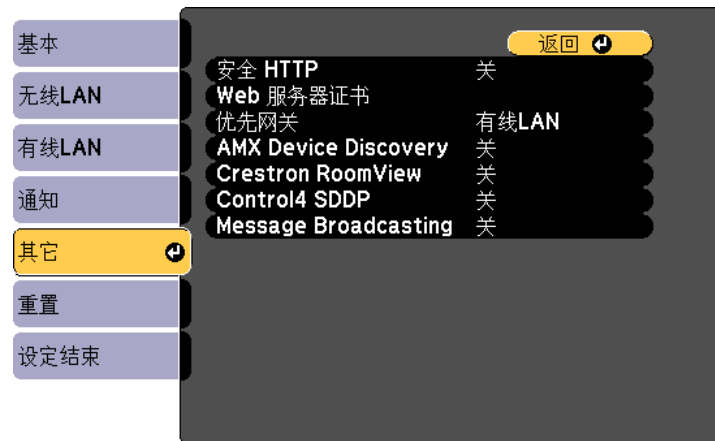 基本
无线LAN
有线LAN
通知
其它
重置
设定结束
返回
安全 HTTP 关
Web 服务器证书
优先网关 有线LAN
AMX Device Discovery 关
Crestron RoomView 关
Control4 SDDP 关
Message Broadcasting 关